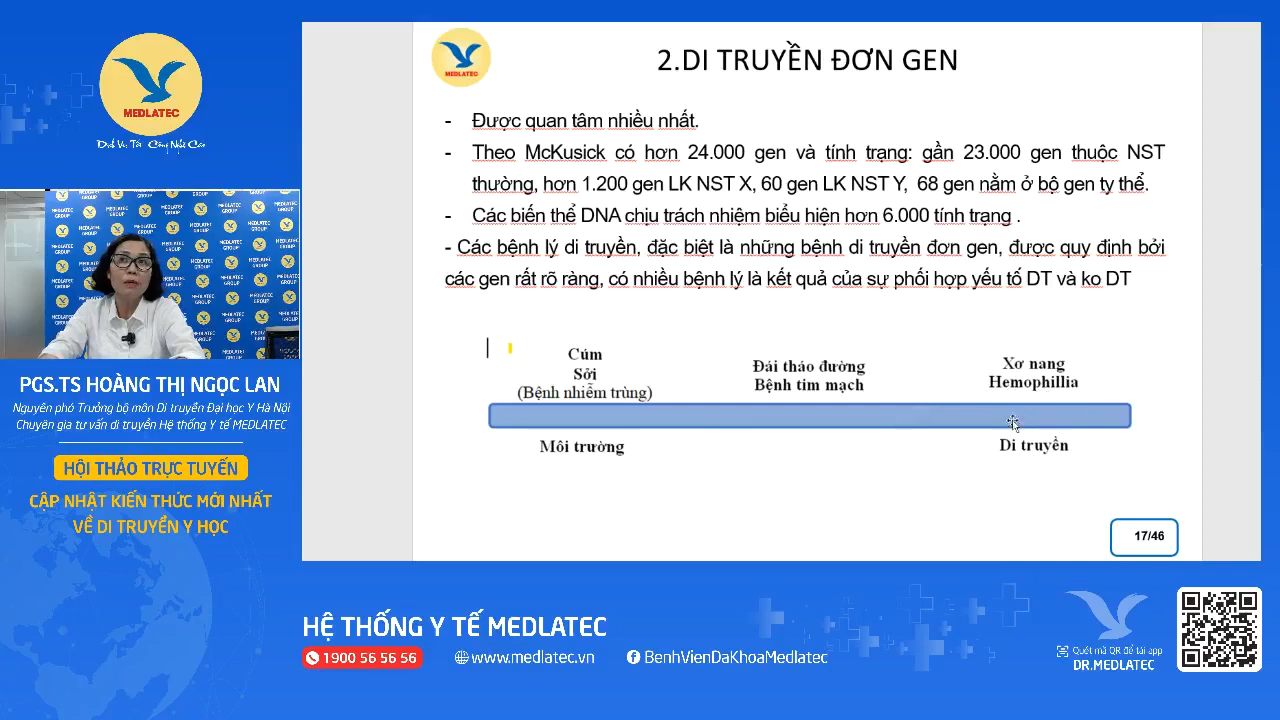 MEDLATEC
PGS.TS HOÀNG THỊ NGỌC LAN
Nguyên phó Trưởng bộ môn Di truyền Đại học Y Hà Nội
Chuyên gia tư vấn di truyền Hệ thống Y tế MEDLATEC
HỘI THẢO TRỰC TUYẾN
CẬP NHẬT KIẾN THỨC MỚI NHẤT
VỀ DI TRUYỀN Y HỌC
MEDLATEC
2.DI TRUYỀN ĐƠN GEN
- Được quan tâm nhiều nhất.
- Theo McKusick có hơn 24.000 gen và tính trạng: gần 23.000 gen thuộc NST
thường, hơn 1.200 gen LK NST X, 60 gen LK NST Y, 68 gen nằm ở bộ gen ty thể.
- Các biến thể DNA chịu trách nhiệm biểu hiện hơn 6.000 tính trạng .
- Các bệnh lý di truyền, đặc biệt là những bệnh di truyền đơn gen, được quy định bởi
các gen rất rõ ràng, có nhiều bệnh lý là kết quả của sự phối hợp yếu tố DT và ko DT
Cúm
Sởi
(Bệnh nhiễm trùng)
Đái tháo đường
Bệnh tim mạch
Xơ nang
Hemophillia
Môi trường
Di truyền
17/46
HỆ THỐNG Y TẾ MEDLATEC
1900 56 56 56
www.medlatec.vn
BenhVienDaKhoaMedlatec
Quét mã QR để tải app
DR.MEDLATEC